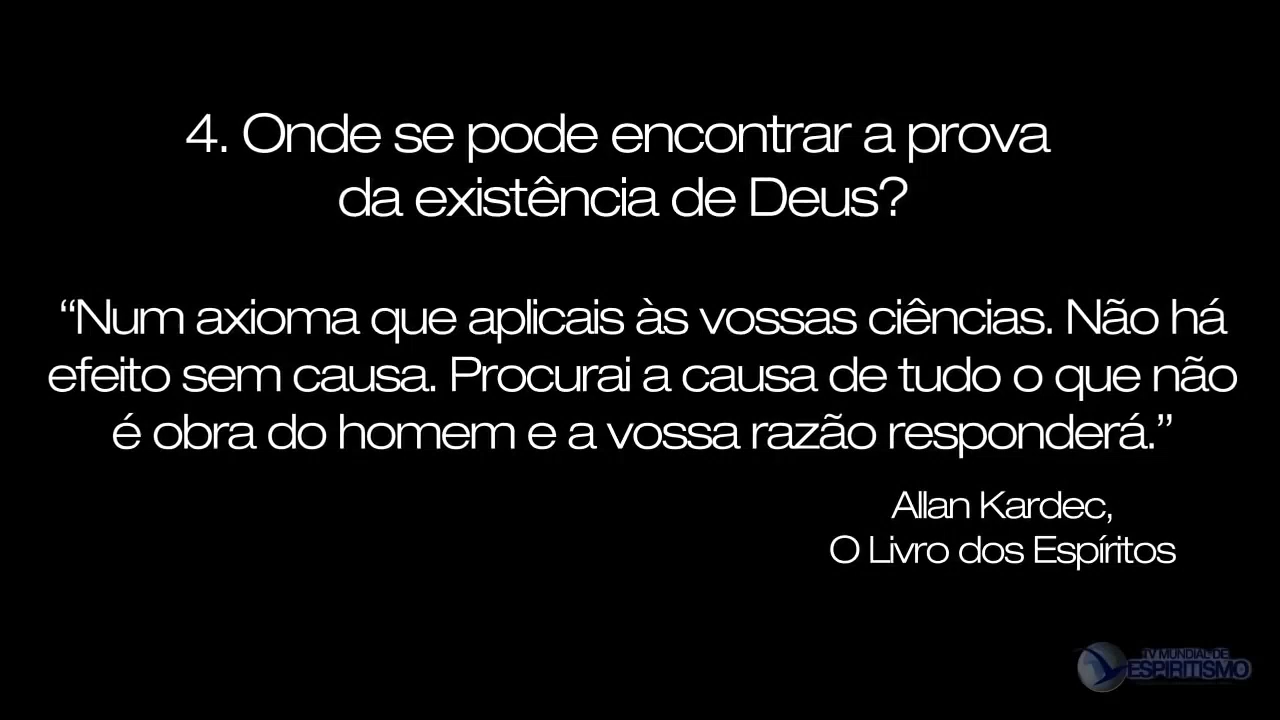 4. Onde se pode encontrar a prova
da existência de Deus?
“Num axioma que aplicais às vossas ciências. Não há
efeito sem causa. Procurai a causa de tudo o que não
é obra do homem e a vossa razão responderá.”
Allan Kardec,
O Livro dos Espíritos
TV MUNDIAL DE
ESPIRITISMO